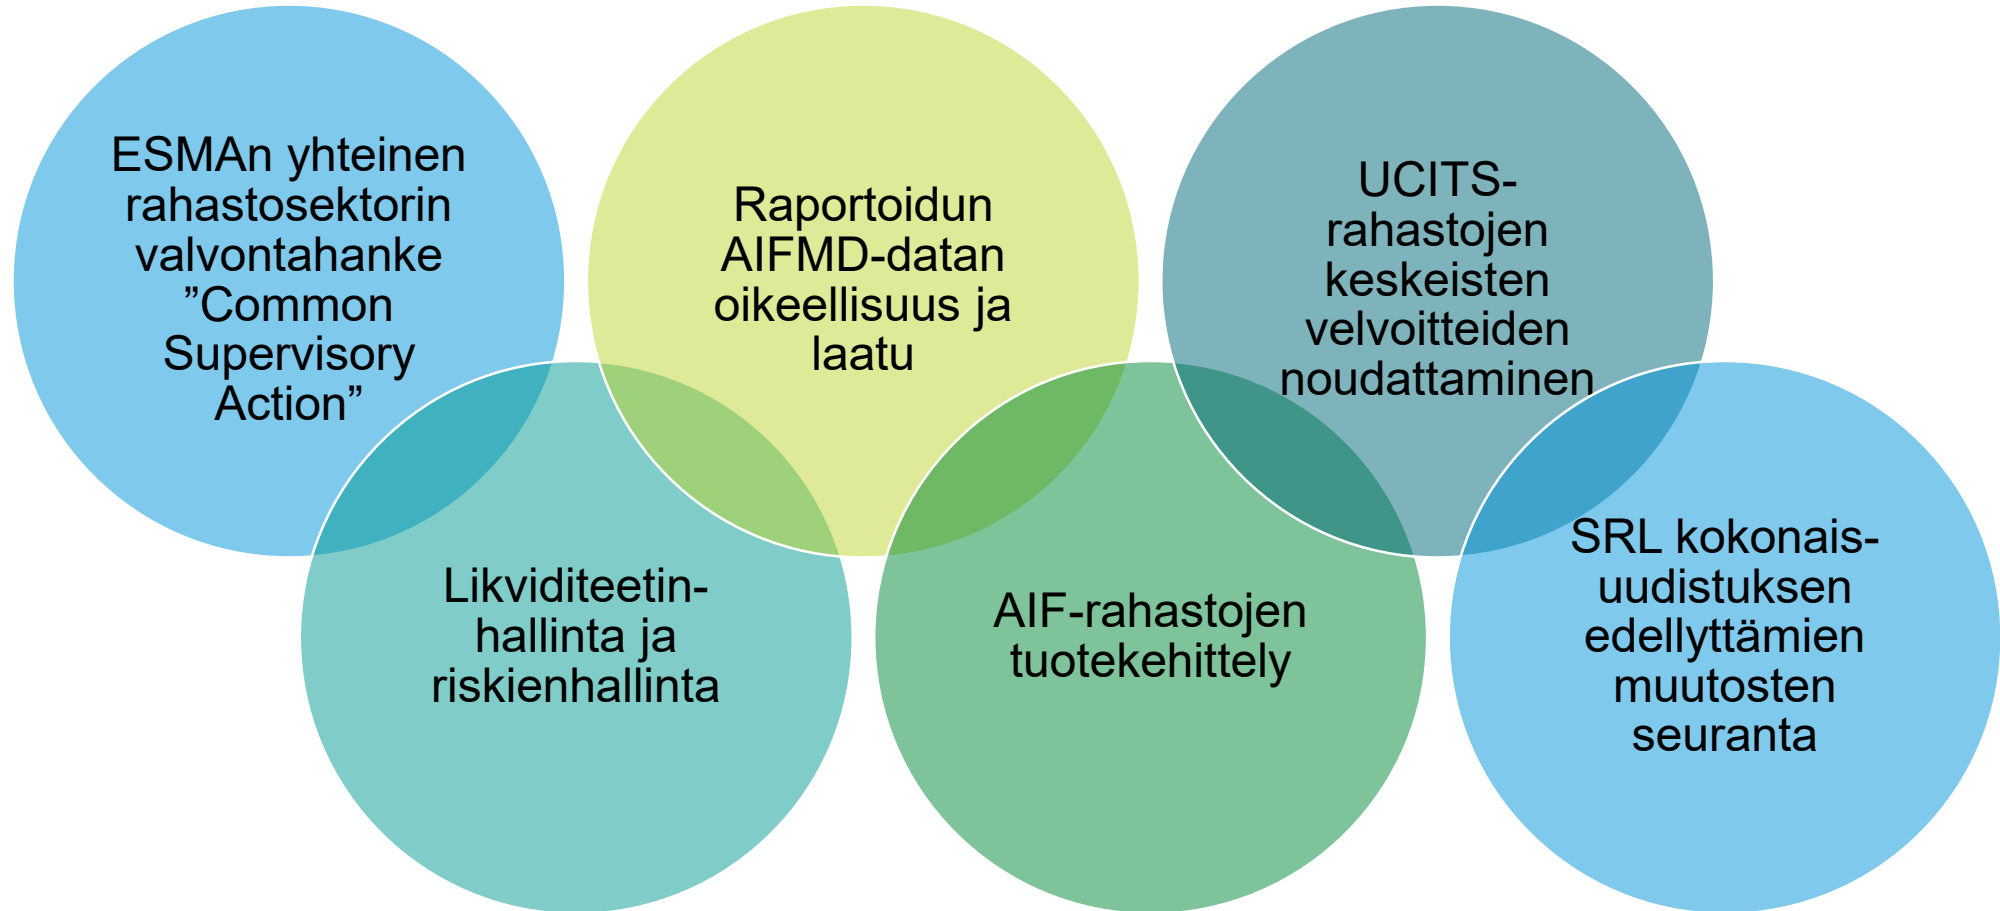 ESMAn yhteinen
rahastosektorin
valvontahanke
”Common
Supervisory
Action”
Likviditeetin-
hallinta ja
riskienhallinta
Raportoidun
AIFMD-datan
oikeellisuus ja
laatu
AIF-rahastojen
tuotekehittely
UCITS-
rahastojen
keskeisten
velvoitteiden
noudattaminen
SRL kokonais-
uudistuksen
edellyttämien
muutosten
seuranta